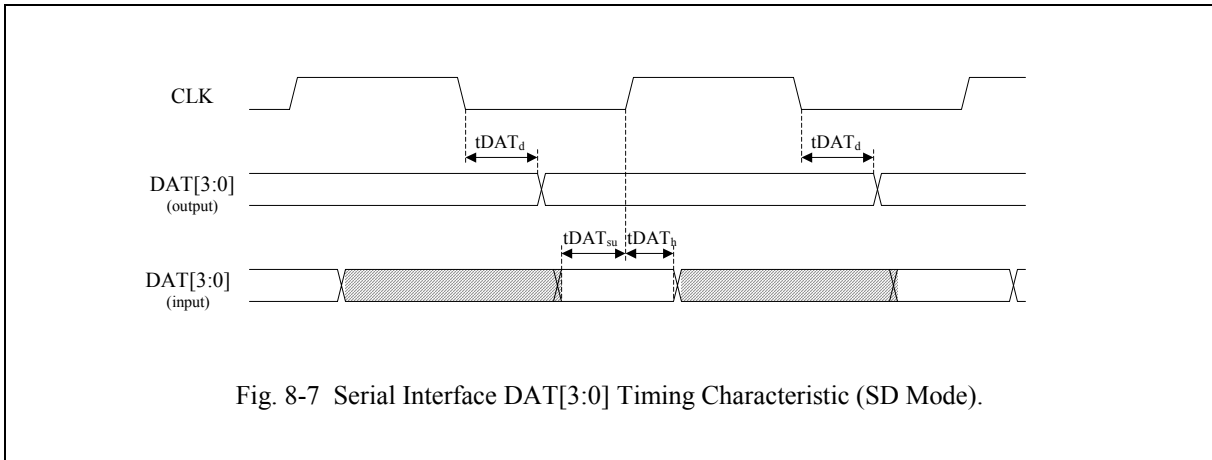 CLK
tDATd tDATd
DAT[3:0]
(output)
tDATsu tDATh
DAT[3:0]
(input)
Fig. 8-7 Serial Interface DAT[3:0] Timing Characteristic (SD Mode).